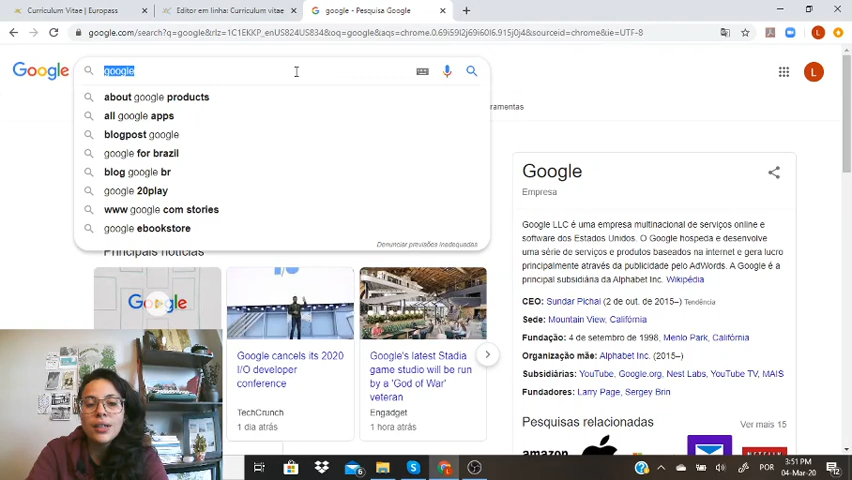 Curriculum Vitae | Europass
Editor em linha: Curriculum vitae
google - Pesquisa Google
google.com/search?q=google&rlz=1C1EKKP_enUS824US834&oq=google&aqs=chrome.0.69i59l2j69i60l6.915j0j4&sourceid=chrome&ie=UTF-8
Google
google
about google products
all google apps
blogpost google
google for brazil
blog google br
google 20play
www google com stories
google ebookstore
Denunciar previsões inadequadas
ramentas
Principais notícias
Google
Google cancels its 2020
I/O developer
conference
TechCrunch
1 dia atrás
Google's latest Stadia
game studio will be run
by a 'God of War'
veteran
Engadget
1 hora atrás
Google
Empresa
Google LLC é uma empresa multinacional de serviços online e
software dos Estados Unidos. O Google hospeda e desenvolve
uma série de serviços e produtos baseados na internet e gera lucro
principalmente através da publicidade pelo AdWords. A Google é a
principal subsidiária da Alphabet Inc. Wikipédia
CEO: Sundar Pichai (2 de out. de 2015–) Tendência
Sede: Mountain View, Califórnia
Fundação: 4 de setembro de 1998, Menlo Park, Califórnia
Organização mãe: Alphabet Inc. (2015–)
Subsidiárias: YouTube, Google.org, Nest Labs, YouTube TV, MAIS
Fundadores: Larry Page, Sergey Brin
Pesquisas relacionadas
Ver mais 15
amazon
NETFLIX
POR
3:51 PM
04-Mar-20